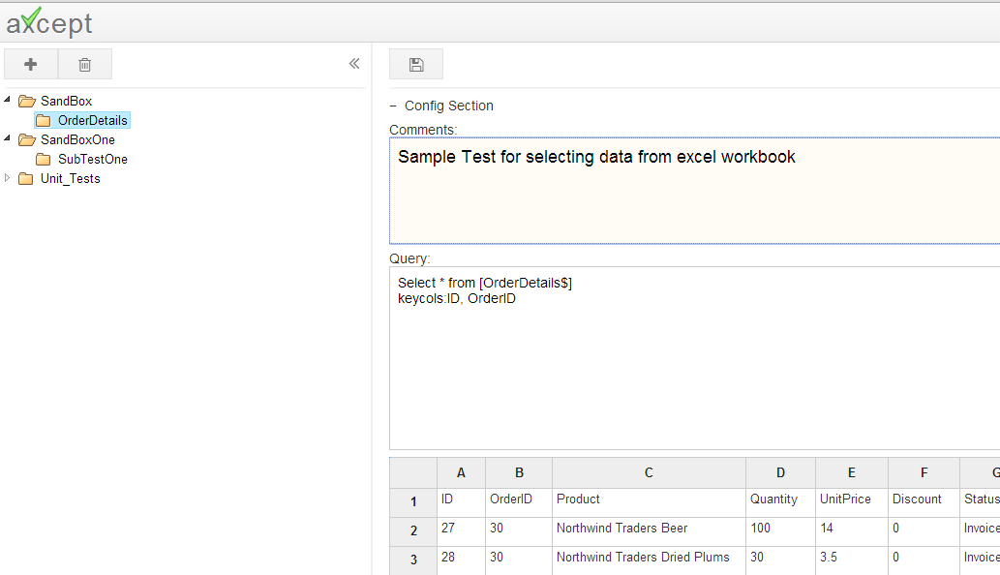 axcept
SandBox
OrderDetails
SandBoxOne
SubTestOne
Unit_Tests
− Config Section
Comments:
Sample Test for selecting data from excel workbook
Query:
Select * from [OrderDetails$]
keycols:ID, OrderID
A B C D E F G
1 ID OrderID Product Quantity UnitPrice Discount Status
2 27 30 Northwind Traders Beer 100 14 0 Invoice
3 28 30 Northwind Traders Dried Plums 30 3.5 0 Invoice